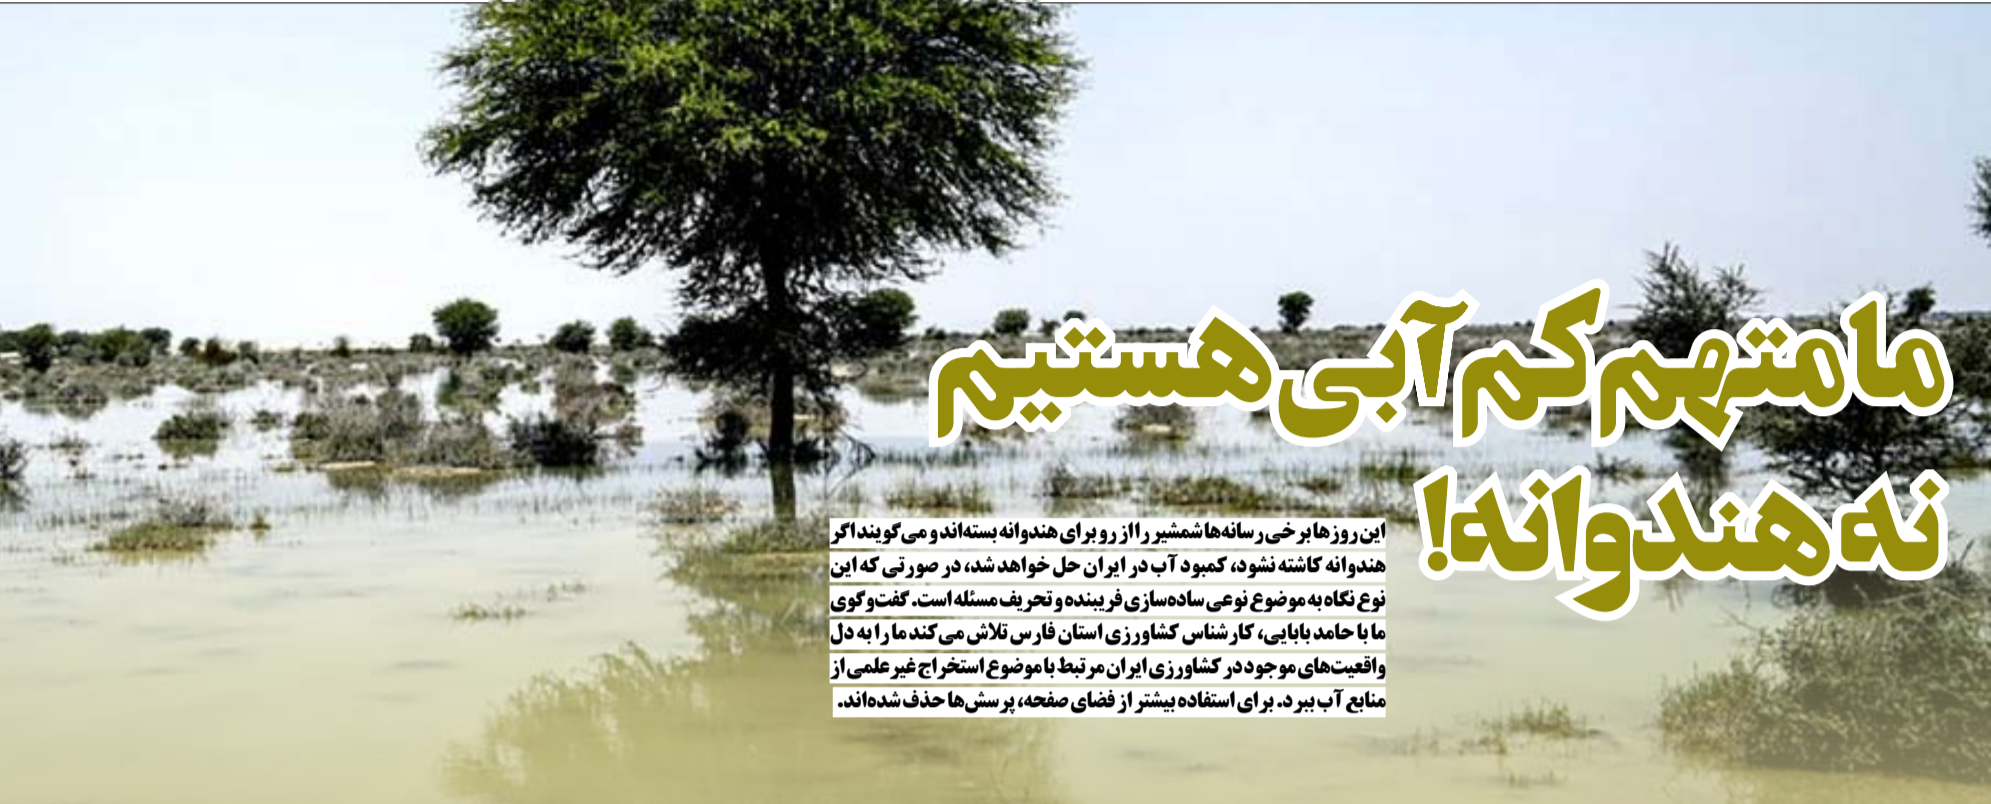 ما متهم کم آبی هستیم
نه هندوانه!
این روزها برخی رسانه‌ها شمشیر را از رو برای هندوانه بسته‌اند و می‌گویند اگر
هندوانه کاشته نشود، کمبود آب در ایران حل خواهد شد، در صورتی که این
نوع نگاه به موضوع نوعی ساده‌سازی فریبنده و تحریف مسئله است. گفت‌وگوی
ما با حامد بابایی، کارشناس کشاورزی استان فارس تلاش می‌کند ما را به دل
واقعیت‌های موجود در کشاورزی ایران مرتبط با موضوع استخراج غیرعلمی از
منابع آب ببرد. برای استفاده بیشتر از فضای صفحه، پرسش‌ها حذف شده‌اند.